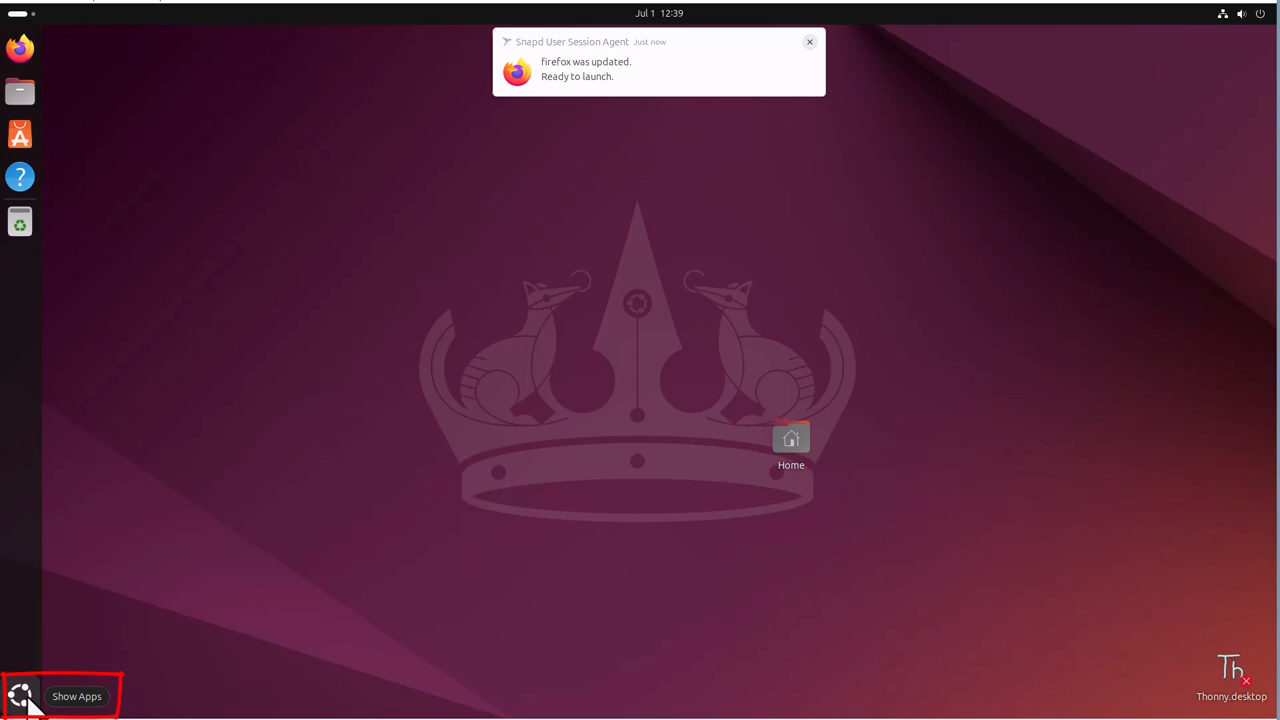 Jul 1 12:39
Snapd User Session Agent Just now
firefox was updated.
Ready to launch.
Home
Th
Thonny.desktop
Show Apps